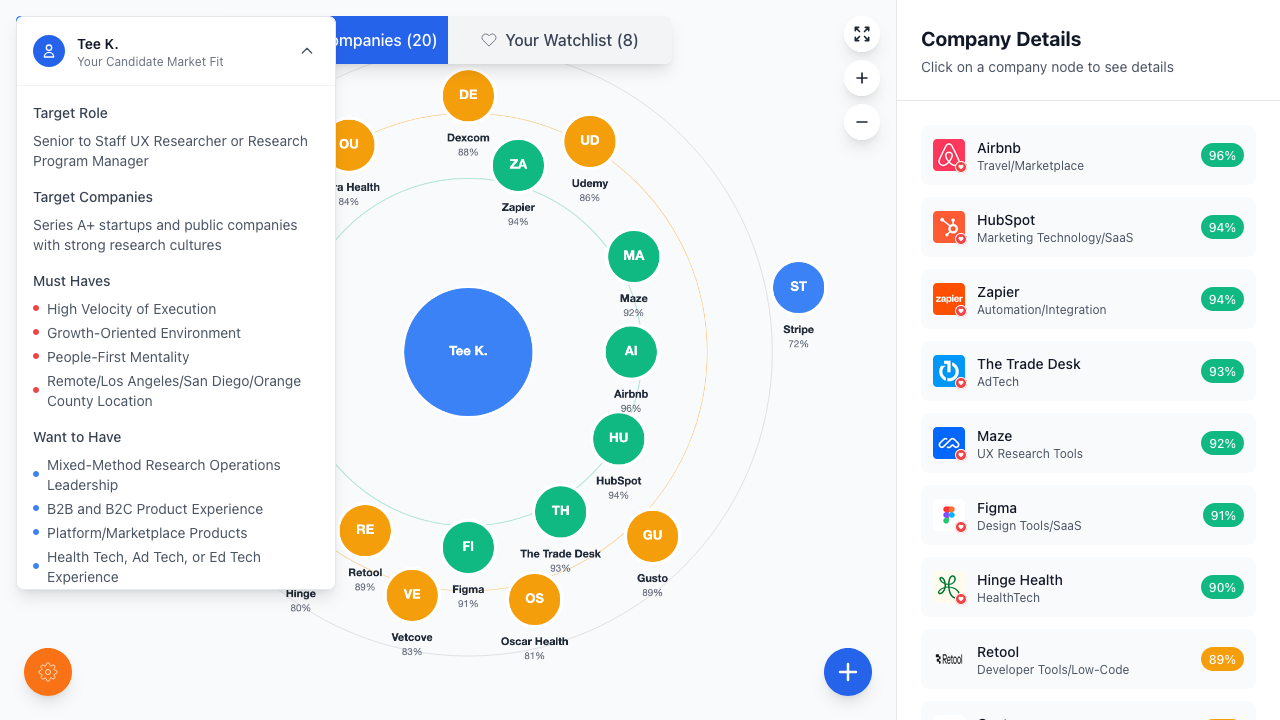 Tee K.
Your Candidate Market Fit
Target Role
Senior to Staff UX Researcher or Research
Program Manager
Target Companies
Series A+ startups and public companies
with strong research cultures
Must Haves
High Velocity of Execution
Growth-Oriented Environment
People-First Mentality
Remote/Los Angeles/San Diego/Orange
County Location
Want to Have
Mixed-Method Research Operations
Leadership
B2B and B2C Product Experience
Platform/Marketplace Products
Health Tech, Ad Tech, or Ed Tech
Experience
ompanies (20)
Your Watchlist (8)
DE
Dexcom
88%
OU
ra Health
84%
ZA
Zapier
94%
UD
Udemy
86%
MA
Maze
92%
ST
Stripe
72%
Tee K.
AI
Airbnb
96%
HU
HubSpot
94%
TH
The Trade Desk
93%
GU
Gusto
89%
RE
Retool
89%
FI
Figma
91%
Hinge
80%
VE
Vetcove
83%
OS
Oscar Health
81%
Company Details
Click on a company node to see details
Airbnb
Travel/Marketplace
96%
HubSpot
Marketing Technology/SaaS
94%
zapier
Zapier
Automation/Integration
94%
The Trade Desk
AdTech
93%
Maze
UX Research Tools
92%
Figma
Design Tools/SaaS
91%
Hinge Health
HealthTech
90%
Retool
Retool
Developer Tools/Low-Code
89%